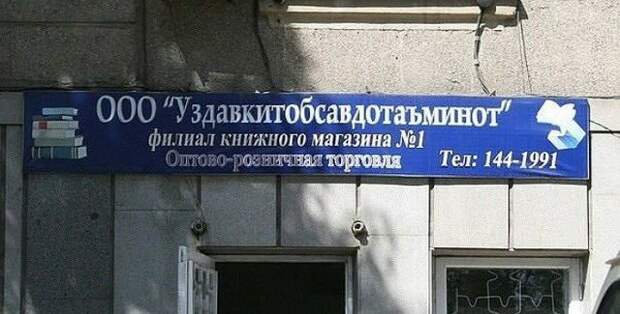 ООО "Уздавкитобсавдотаъминот"
филиал книжного магазина №1
Оптово-розничная торговля
Тел: 144-1991